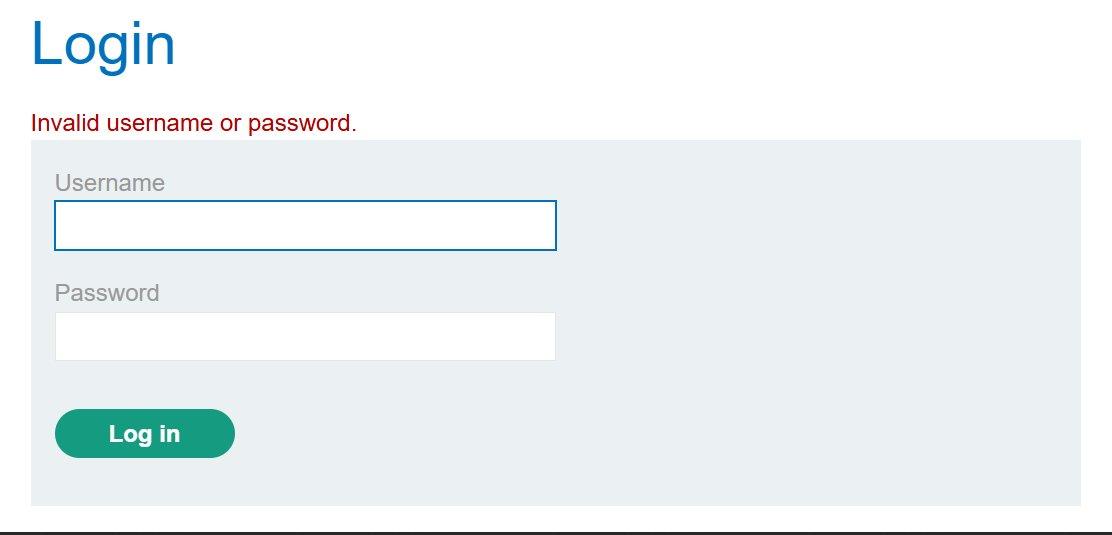 Login
Invalid username or password.
Username
Password
Log in